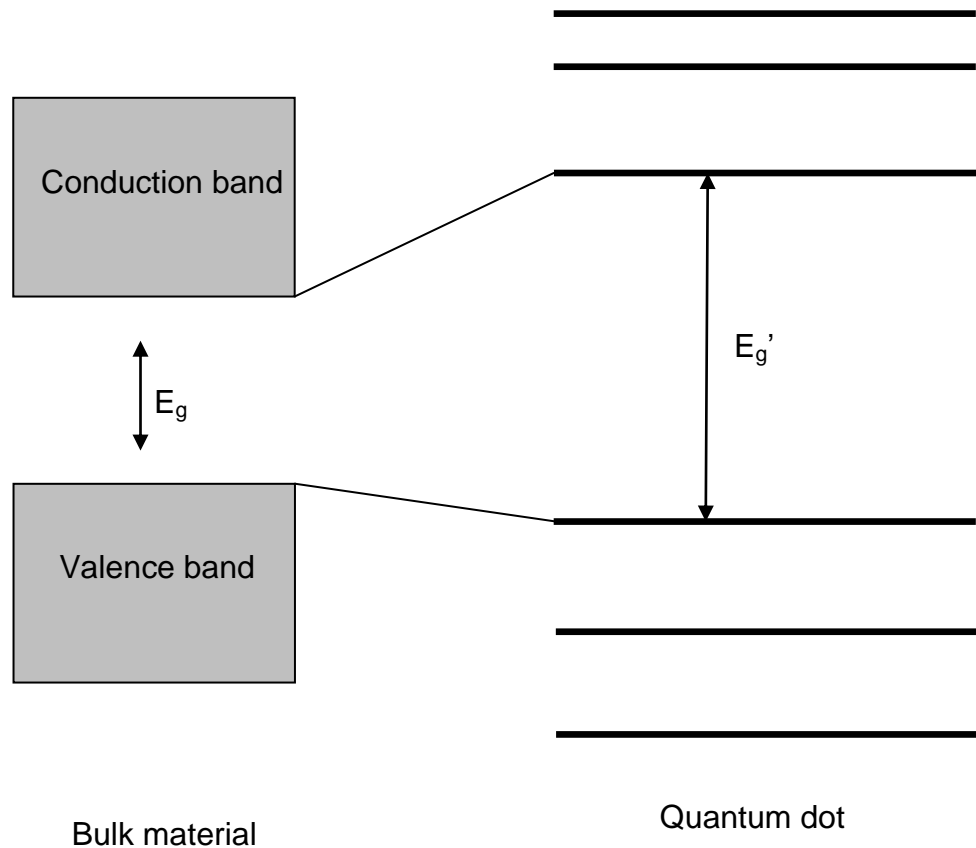 Conduction band
E_g’
E_g
Valence band
Quantum dot
Bulk material